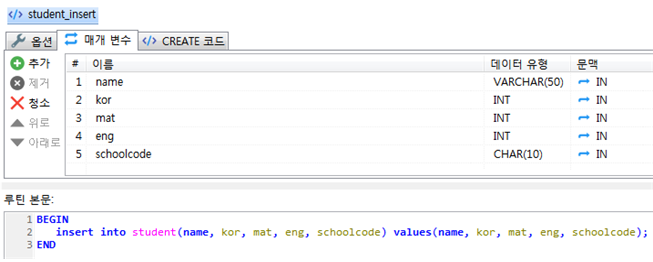 student_insert
옵션 매개 변수 CREATE 코드
추가
제거
청소
위로
아래로
# 이름 데이터 유형 문맥
1 name VARCHAR(50) IN
2 kor INT IN
3 mat INT IN
4 eng INT IN
5 schoolcode CHAR(10) IN
루틴 본문:
1 BEGIN
2 insert into student(name, kor, mat, eng, schoolcode) values(name, kor, mat, eng, schoolcode);
3 END